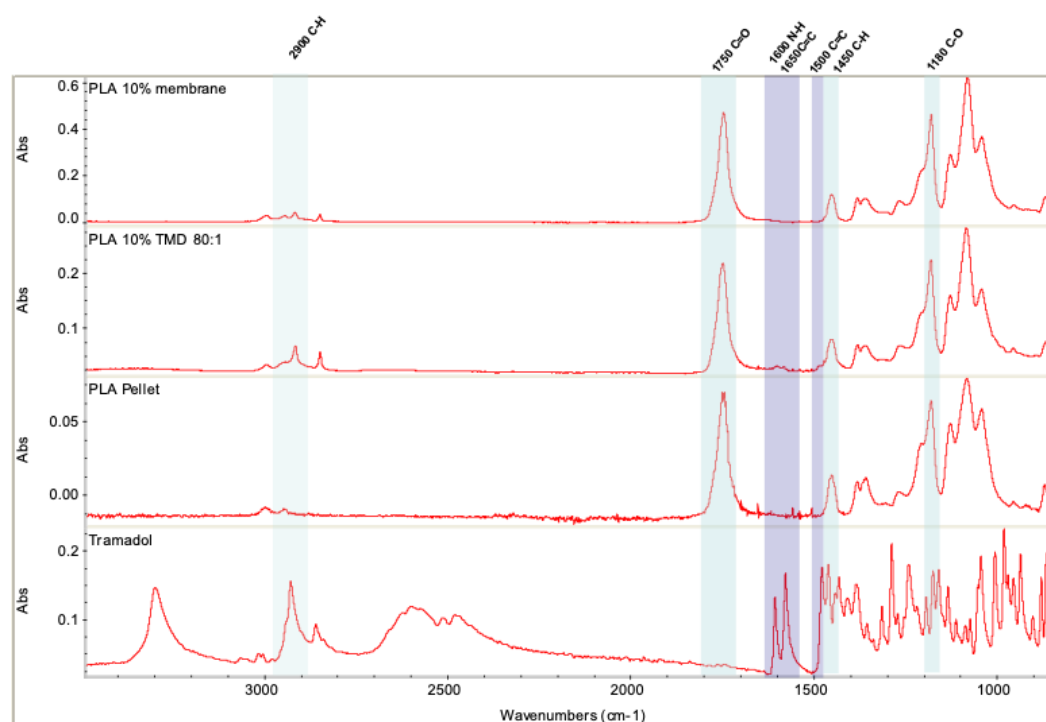 2900 C-H
1750 C=O
1600 N-H
1650C=C
1500 C=C
1450 C-H
1180 C-O
PLA 10% membrane
0.6
0.4
0.2
0.0
Abs
PLA 10% TMD 80:1
0.2
0.1
Abs
PLA Pellet
0.05
0.00
Abs
Tramadol
0.2
0.1
Abs
3000 2500 2000 1500 1000
Wavenumbers (cm-1)